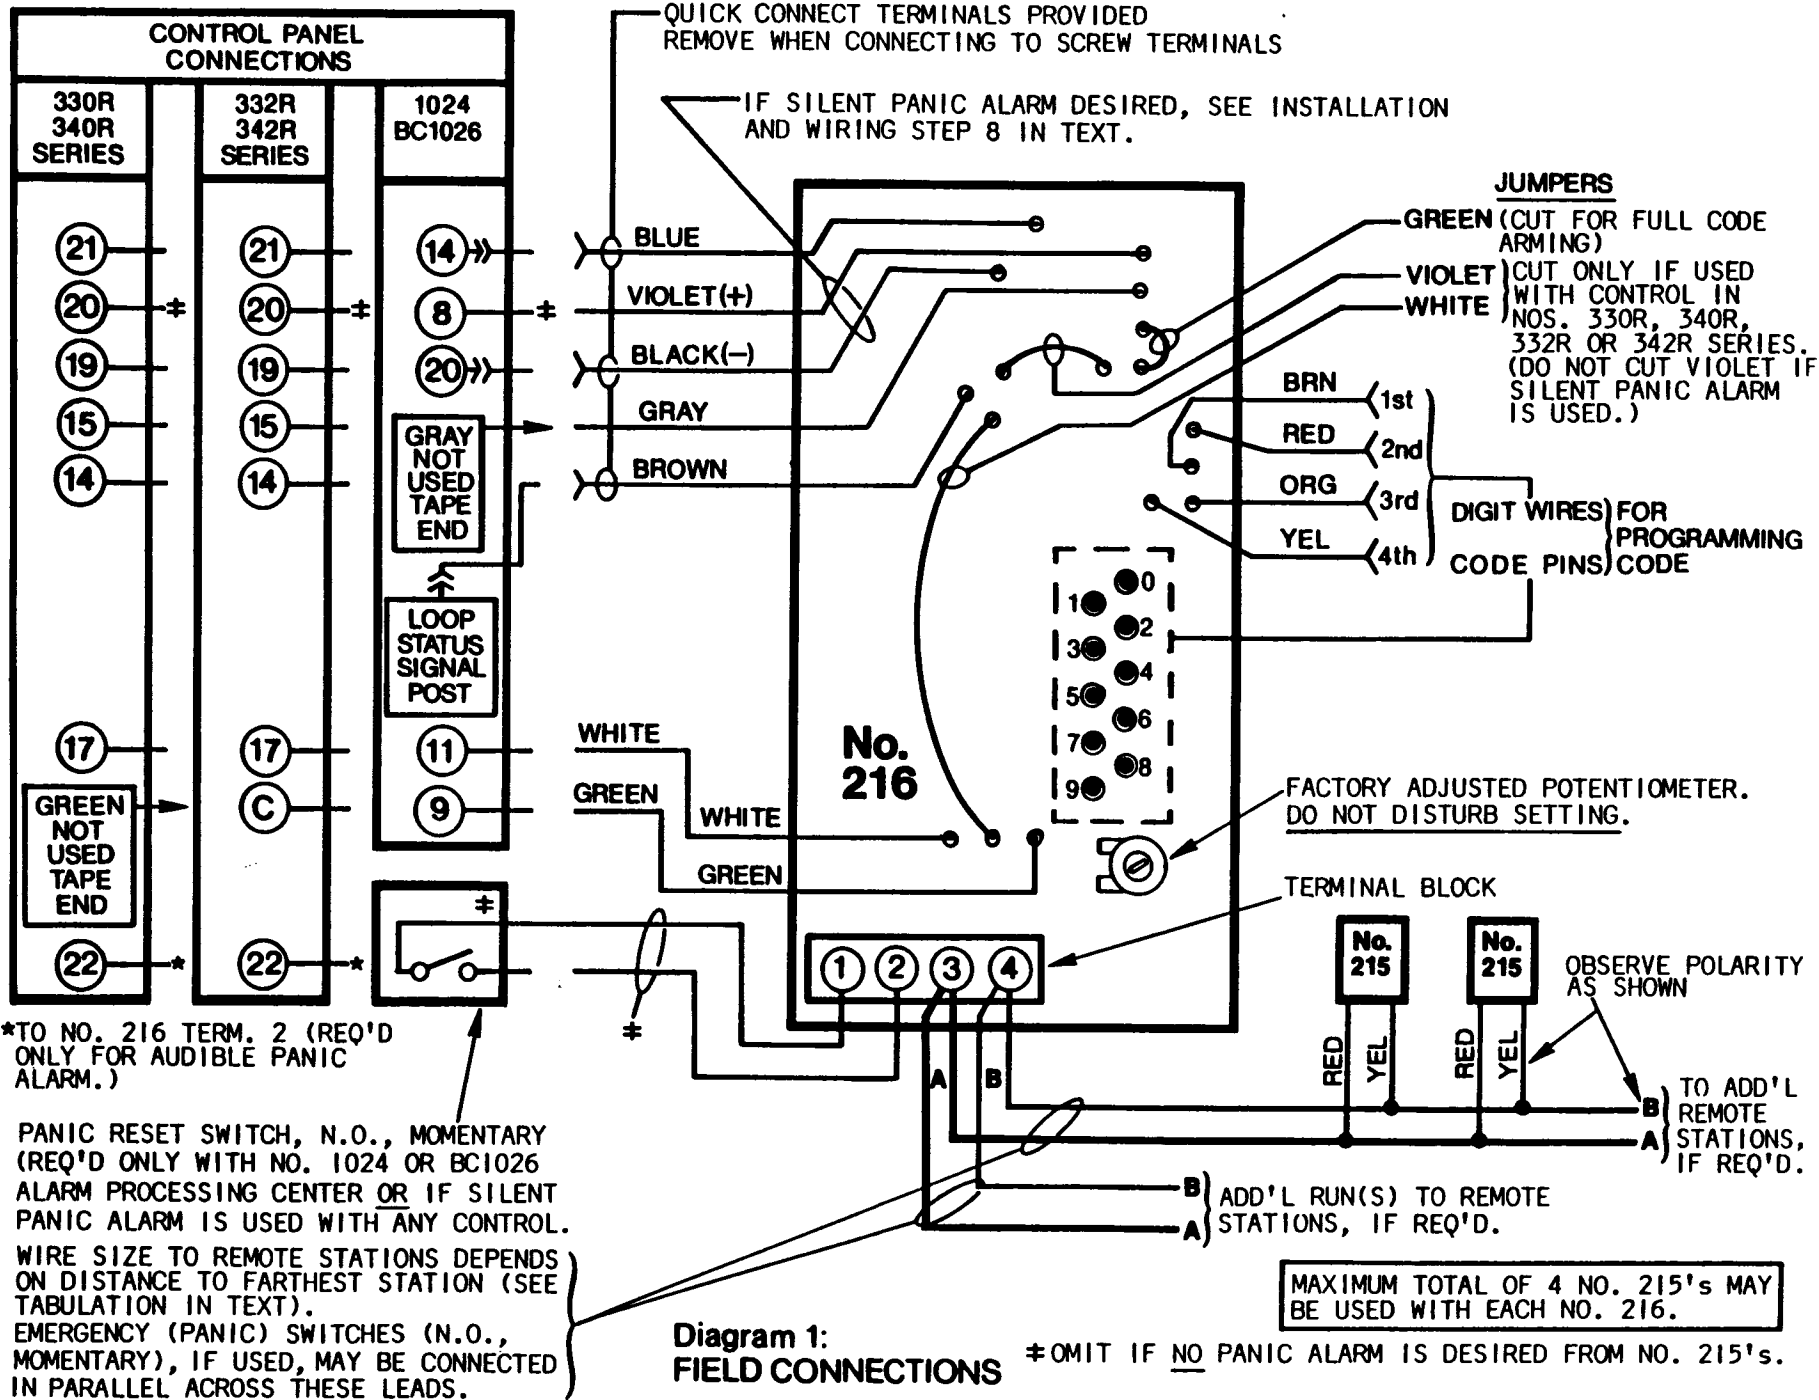 CONTROL PANEL
CONNECTIONS
330R
340R
SERIES
332R
342R
SERIES
1024
BC1026
21
20 ‡
19
15
14
17
GREEN
NOT
USED
TAPE
END
22 *
21
20 ‡
19
15
14
17
C
22 *
14
8 ‡
20
GRAY
NOT
USED
TAPE
END
LOOP
STATUS
SIGNAL
POST
11
9
‡
‡
QUICK CONNECT TERMINALS PROVIDED
REMOVE WHEN CONNECTING TO SCREW TERMINALS
IF SILENT PANIC ALARM DESIRED, SEE INSTALLATION
AND WIRING STEP 8 IN TEXT.
BLUE
VIOLET(+)
BLACK(−)
GRAY
BROWN
WHITE
GREEN
WHITE
GREEN
JUMPERS
GREEN (CUT FOR FULL CODE
ARMING)
VIOLET
WHITE
CUT ONLY IF USED
WITH CONTROL IN
NOS. 330R, 340R,
332R OR 342R SERIES.
(DO NOT CUT VIOLET IF
SILENT PANIC ALARM
IS USED.)
BRN 1st
RED 2nd
ORG 3rd
YEL 4th
DIGIT WIRES
CODE PINS
FOR
PROGRAMMING
CODE
0
1
2
3
4
5
6
7
8
9
No.
216
FACTORY ADJUSTED POTENTIOMETER.
DO NOT DISTURB SETTING.
TERMINAL BLOCK
1 2 3 4
A B
No.
215
No.
215
RED YEL RED YEL
OBSERVE POLARITY
AS SHOWN
B
A
TO ADD'L
REMOTE
STATIONS,
IF REQ'D.
B
A
ADD'L RUN(S) TO REMOTE
STATIONS, IF REQ'D.
*TO NO. 216 TERM. 2 (REQ'D
ONLY FOR AUDIBLE PANIC
ALARM.)
PANIC RESET SWITCH, N.O., MOMENTARY
(REQ'D ONLY WITH NO. 1024 OR BC1026
ALARM PROCESSING CENTER OR IF SILENT
PANIC ALARM IS USED WITH ANY CONTROL.
WIRE SIZE TO REMOTE STATIONS DEPENDS
ON DISTANCE TO FARTHEST STATION (SEE
TABULATION IN TEXT).
EMERGENCY (PANIC) SWITCHES (N.O.,
MOMENTARY), IF USED, MAY BE CONNECTED
IN PARALLEL ACROSS THESE LEADS.
MAXIMUM TOTAL OF 4 NO. 215's MAY
BE USED WITH EACH NO. 216.
Diagram 1:
FIELD CONNECTIONS
‡OMIT IF NO PANIC ALARM IS DESIRED FROM NO. 215's.